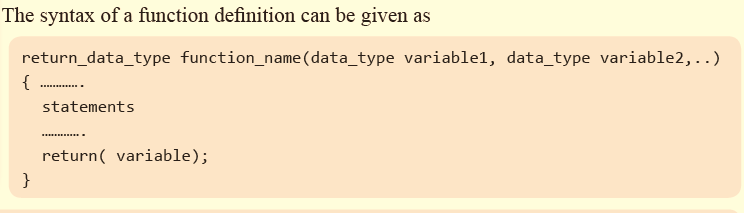 The syntax of a function definition can be given as
return_data_type function_name(data_type variable1, data_type variable2,..)
{ ………….
statements
………….
return( variable);
}